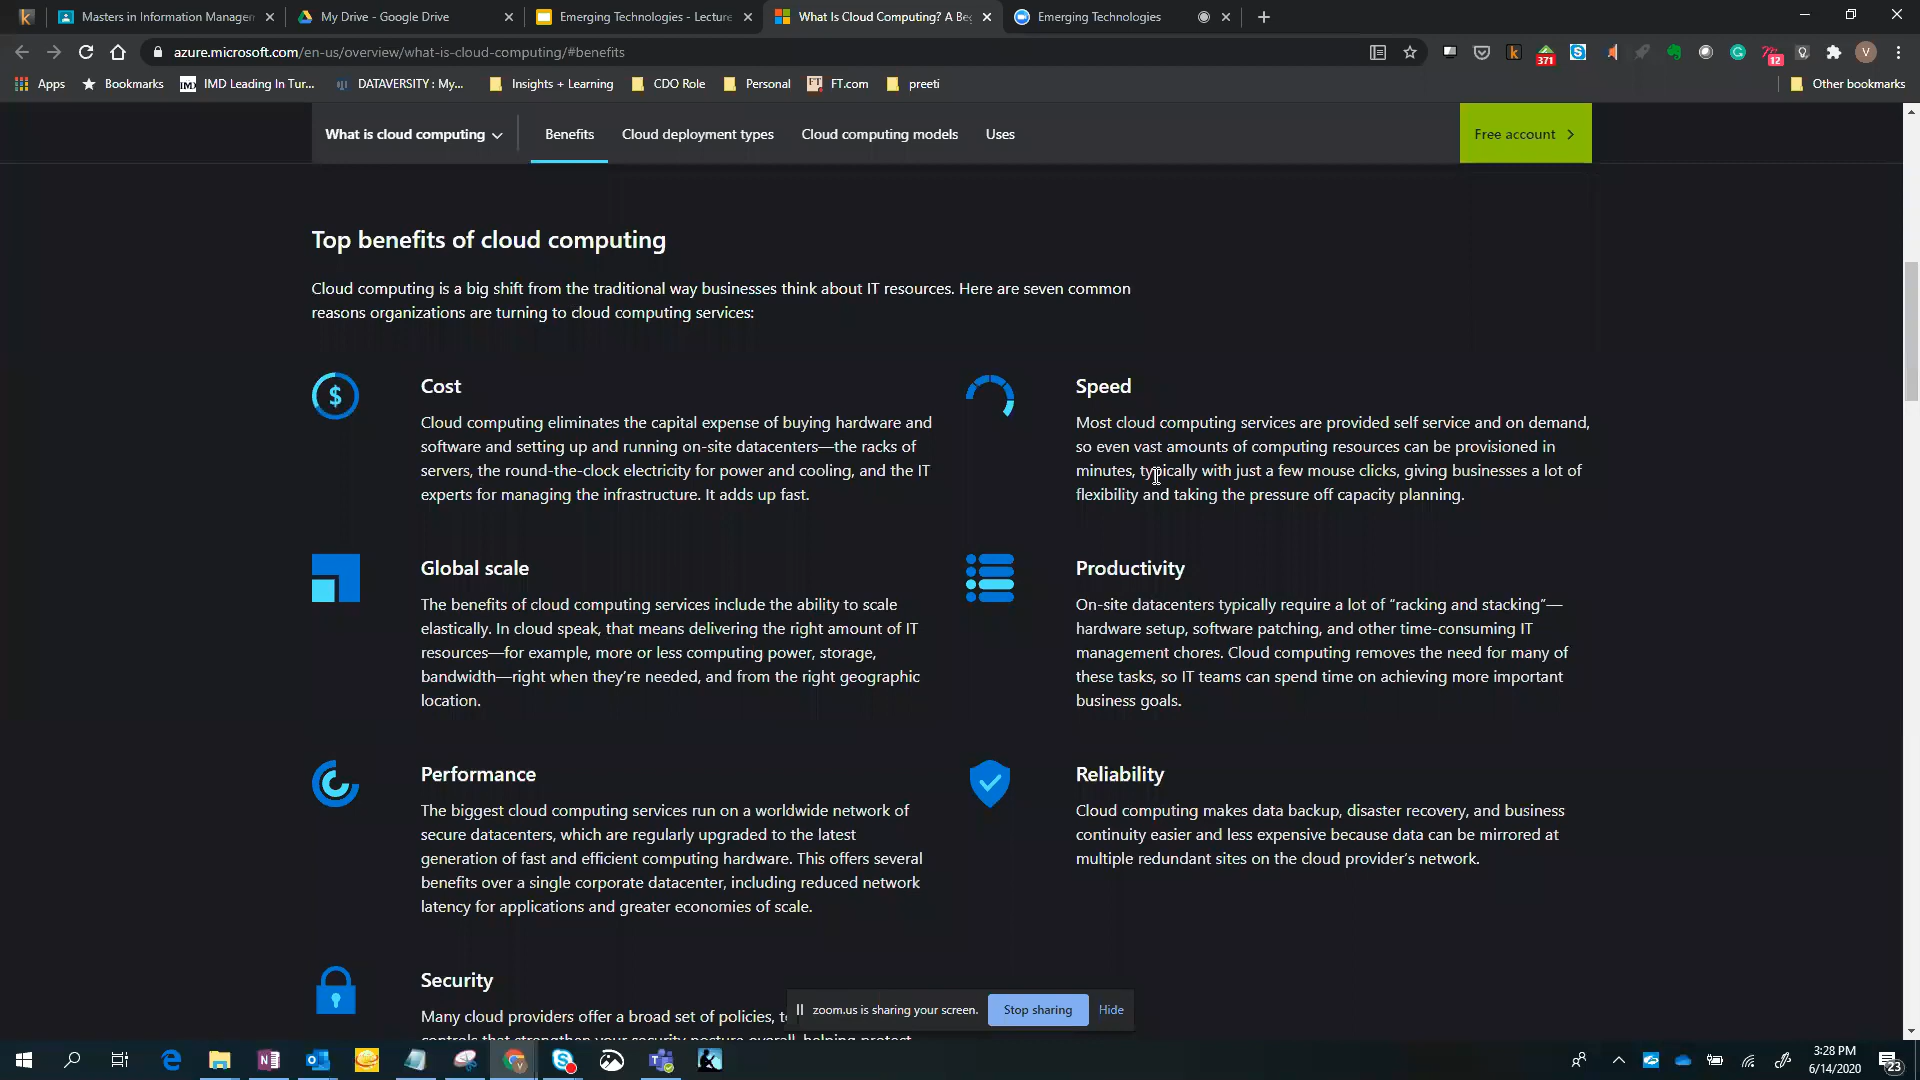 Masters in Information Managem
My Drive - Google Drive
Emerging Technologies - Lecture
What Is Cloud Computing? A Be
Emerging Technologies
azure.microsoft.com/en-us/overview/what-is-cloud-computing/#benefits
371
12
V
Apps
Bookmarks
IMD Leading In Tur...
DATAVERSITY : My...
Insights + Learning
CDO Role
Personal
FT.com
preeti
Other bookmarks
What is cloud computing
Benefits
Cloud deployment types
Cloud computing models
Uses
Free account
Top benefits of cloud computing
Cloud computing is a big shift from the traditional way businesses think about IT resources. Here are seven common
reasons organizations are turning to cloud computing services:
Cost
Cloud computing eliminates the capital expense of buying hardware and
software and setting up and running on-site datacenters—the racks of
servers, the round-the-clock electricity for power and cooling, and the IT
experts for managing the infrastructure. It adds up fast.
Speed
Most cloud computing services are provided self service and on demand,
so even vast amounts of computing resources can be provisioned in
minutes, typically with just a few mouse clicks, giving businesses a lot of
flexibility and taking the pressure off capacity planning.
Global scale
The benefits of cloud computing services include the ability to scale
elastically. In cloud speak, that means delivering the right amount of IT
resources—for example, more or less computing power, storage,
bandwidth—right when they're needed, and from the right geographic
location.
Productivity
On-site datacenters typically require a lot of “racking and stacking”—
hardware setup, software patching, and other time-consuming IT
management chores. Cloud computing removes the need for many of
these tasks, so IT teams can spend time on achieving more important
business goals.
Performance
The biggest cloud computing services run on a worldwide network of
secure datacenters, which are regularly upgraded to the latest
generation of fast and efficient computing hardware. This offers several
benefits over a single corporate datacenter, including reduced network
latency for applications and greater economies of scale.
Reliability
Cloud computing makes data backup, disaster recovery, and business
continuity easier and less expensive because data can be mirrored at
multiple redundant sites on the cloud provider's network.
Security
Many cloud providers offer a broad set of policies,
controls that strengthen your security posture overall, helping protect
zoom.us is sharing your screen.
Stop sharing
Hide
3:28 PM
6/14/2020
23